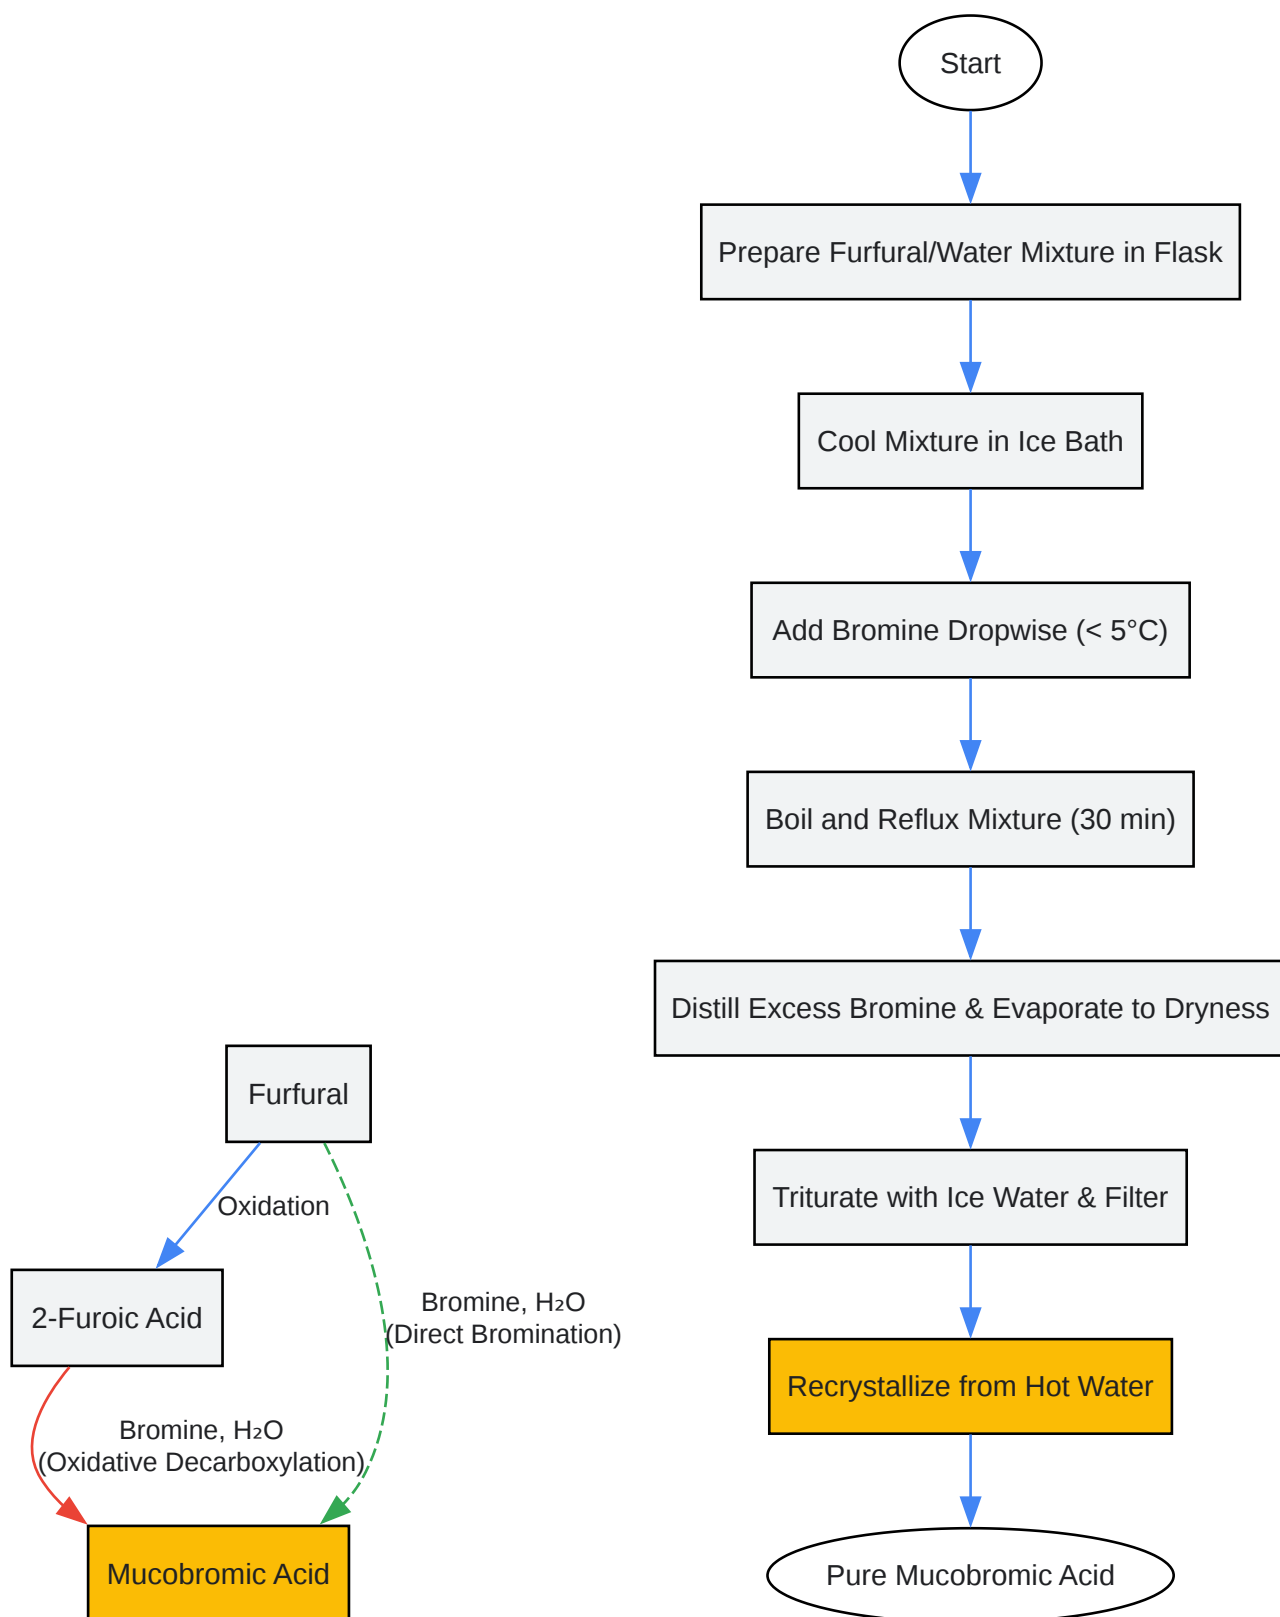 Start
Prepare Furfural/Water Mixture in Flask
Cool Mixture in Ice Bath
Add Bromine Dropwise (< 5°C)
Boil and Reflux Mixture (30 min)
Distill Excess Bromine & Evaporate to Dryness
Triturate with Ice Water & Filter
Recrystallize from Hot Water
Pure Mucobromic Acid
Furfural
Oxidation
2-Furoic Acid
Bromine, H₂O
(Direct Bromination)
Bromine, H₂O
(Oxidative Decarboxylation)
Mucobromic Acid